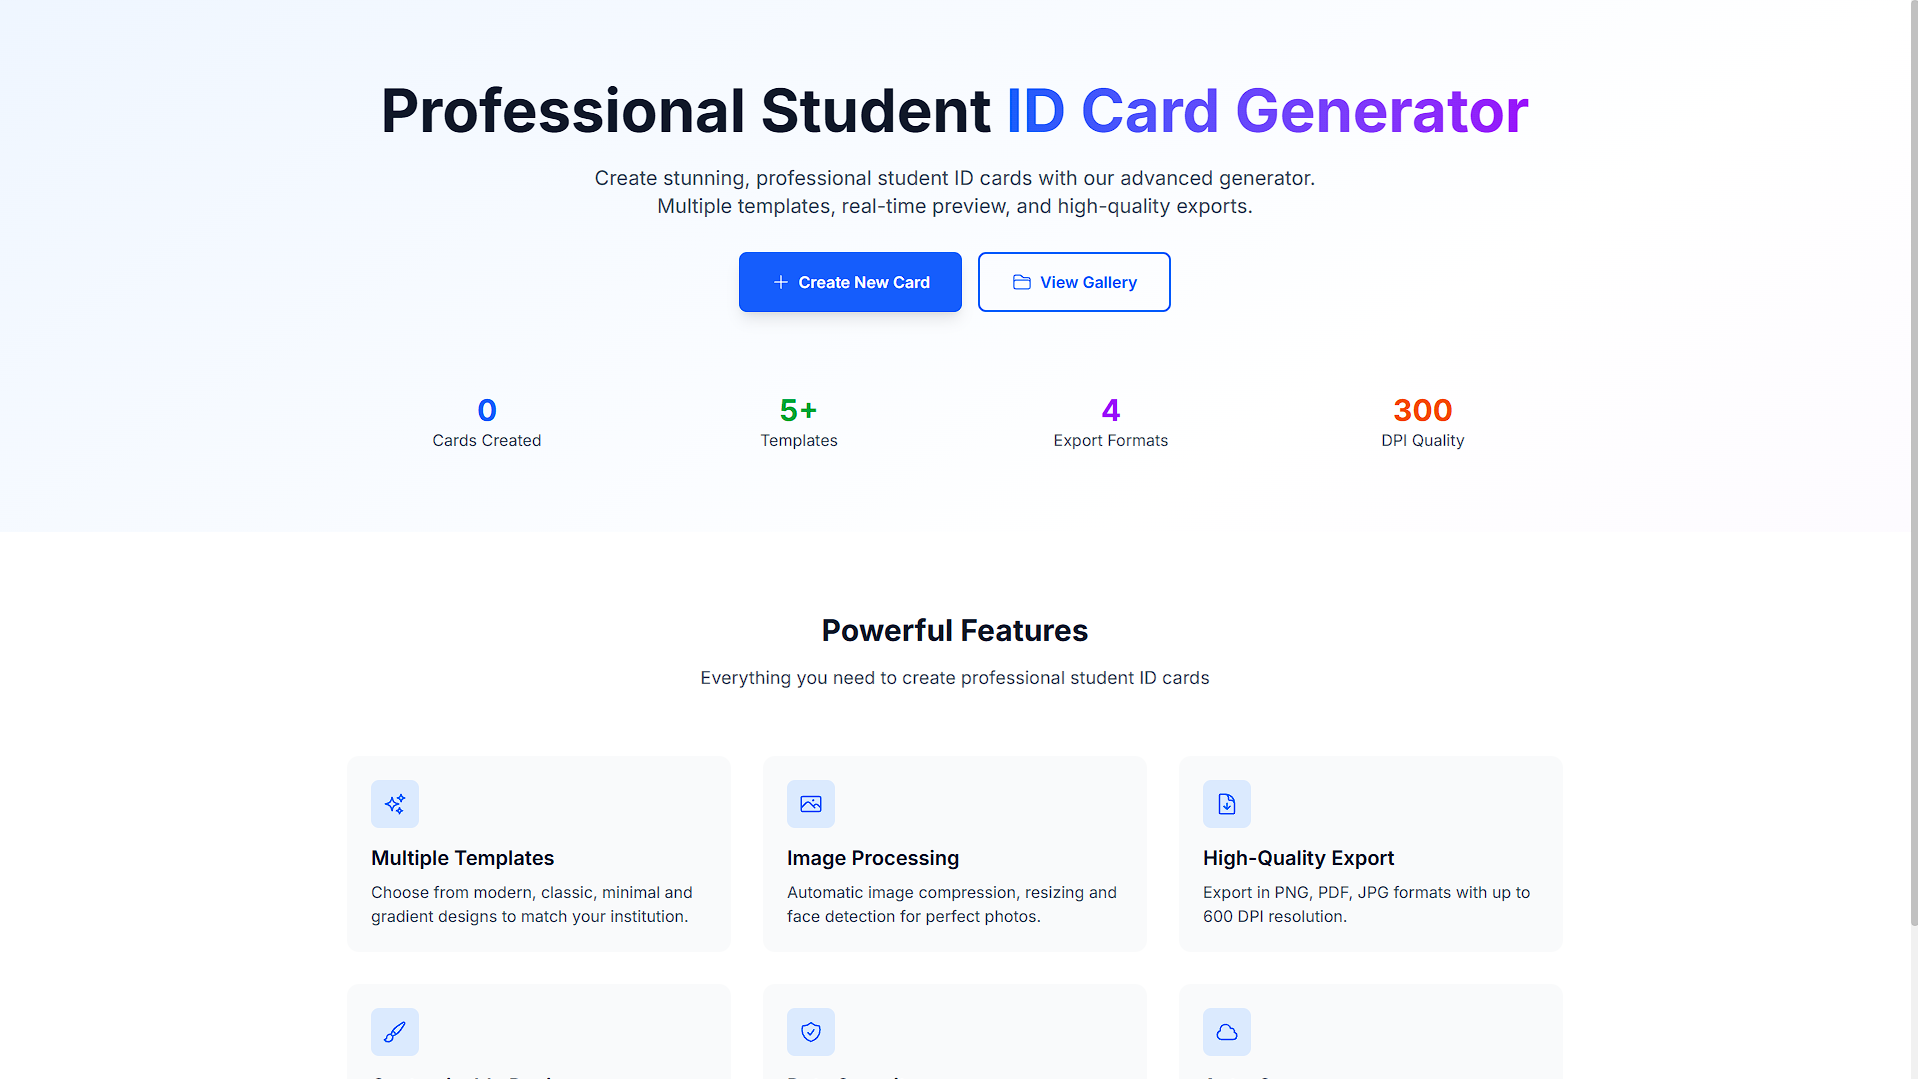 Professional Student ID Card Generator
Create stunning, professional student ID cards with our advanced generator.
Multiple templates, real-time preview, and high-quality exports.
Create New Card
View Gallery
0
Cards Created
5+
Templates
4
Export Formats
300
DPI Quality
Powerful Features
Everything you need to create professional student ID cards
Multiple Templates
Choose from modern, classic, minimal and
gradient designs to match your institution.
Image Processing
Automatic image compression, resizing and
face detection for perfect photos.
High-Quality Export
Export in PNG, PDF, JPG formats with up to
600 DPI resolution.